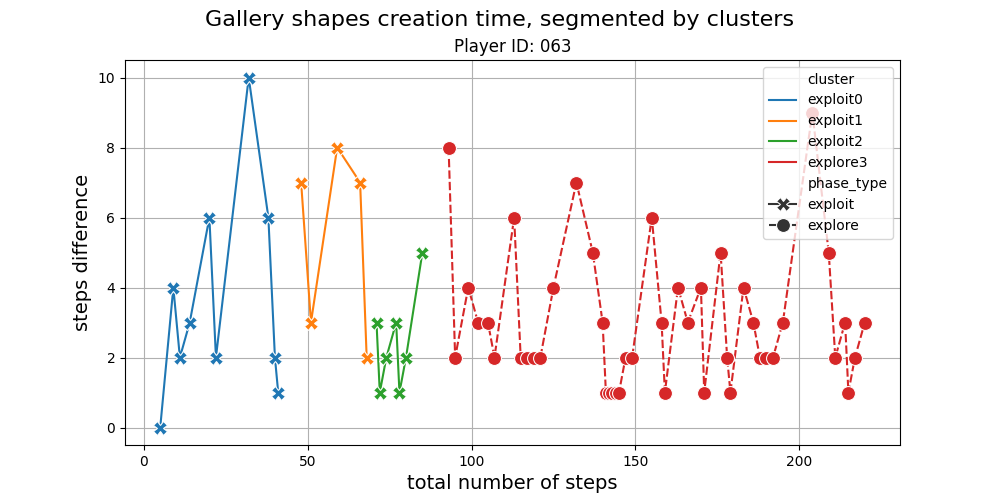 Gallery shapes creation time, segmented by clusters
Player ID: 063
steps difference
10
8
6
4
2
0
0
50
100
150
200
total number of steps
cluster
exploit0
exploit1
exploit2
explore3
phase_type
exploit
explore